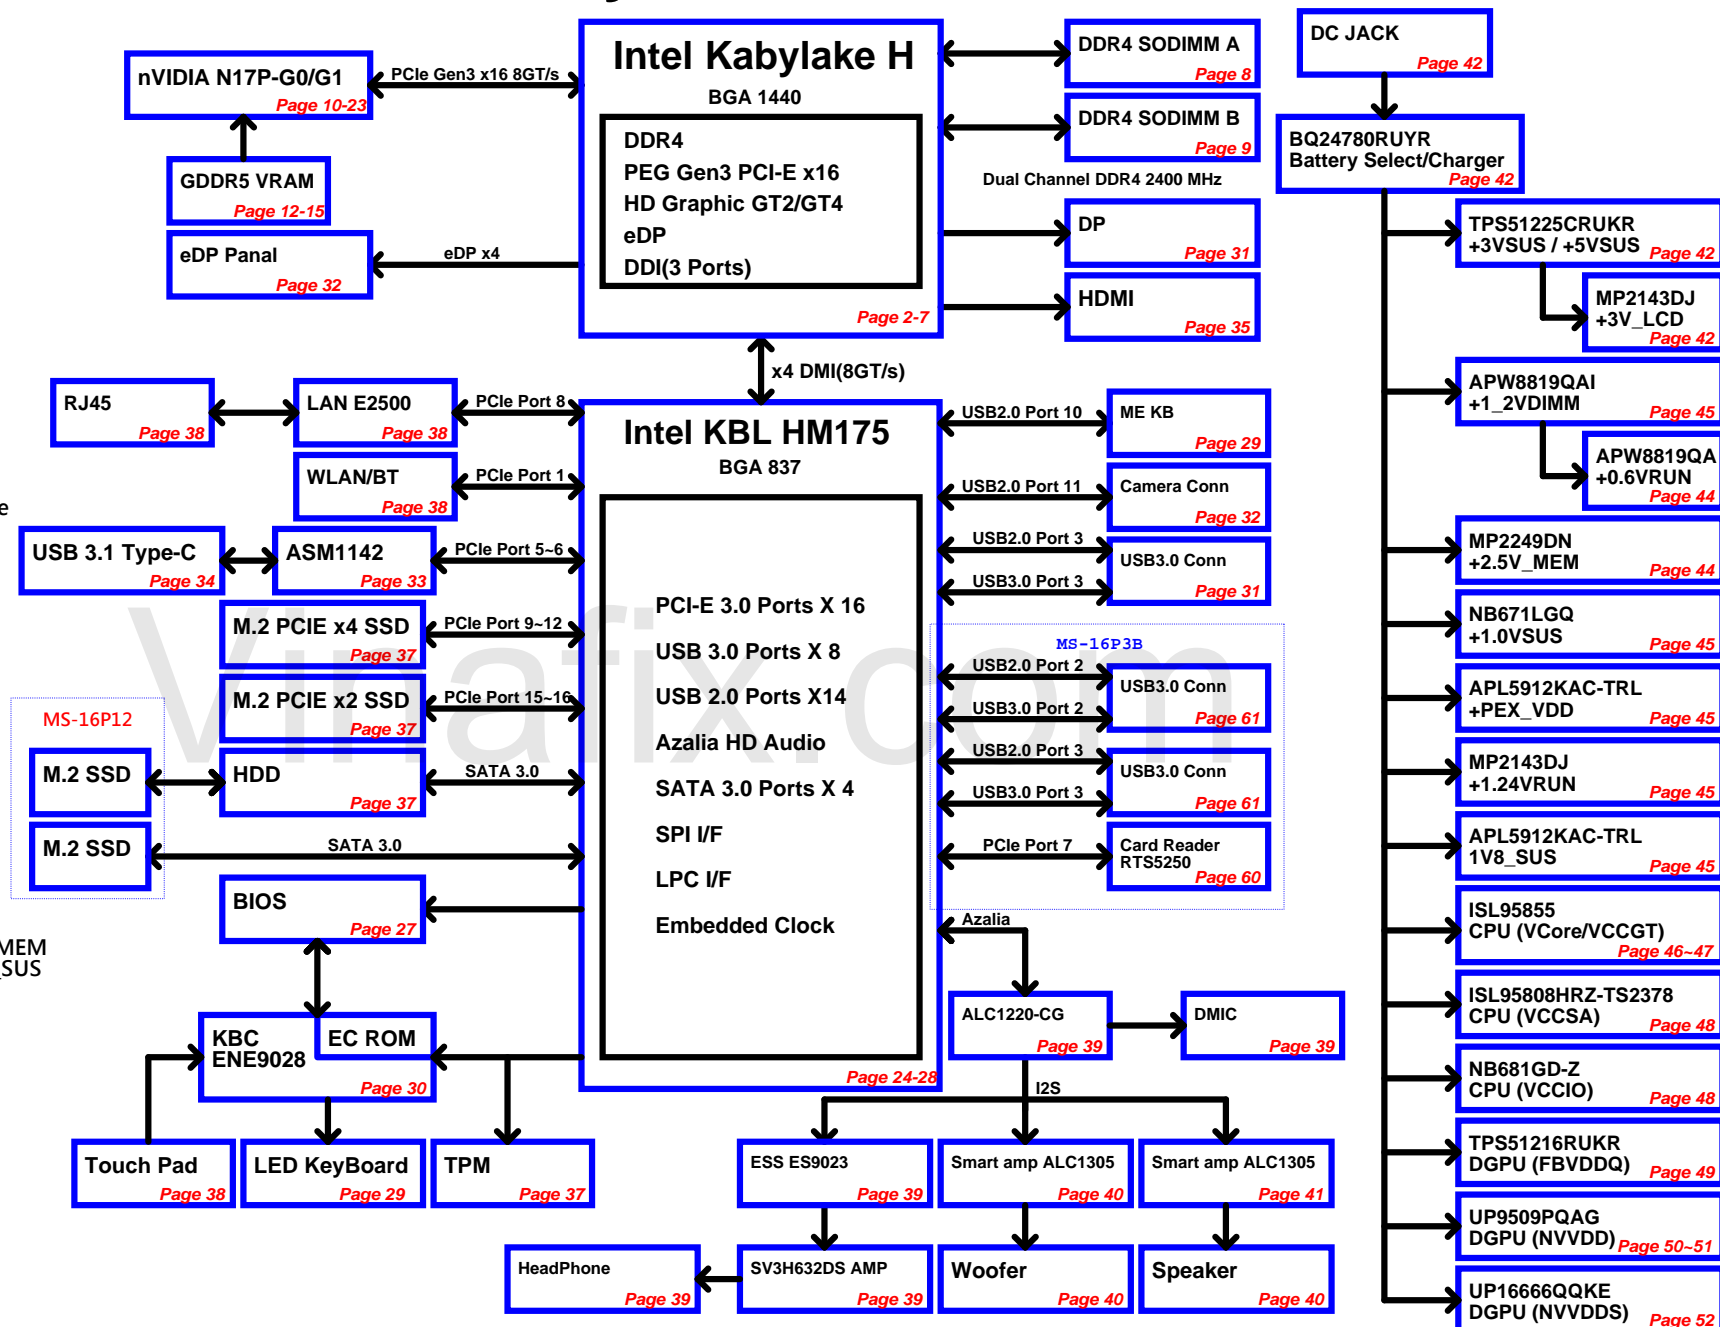 Intel Kabylake H
BGA 1440
DDR4
PEG Gen3 PCI-E x16
HD Graphic GT2/GT4
eDP
DDI(3 Ports)
Page 2-7
nVIDIA N17P-G0/G1
Page 10-23
PCIe Gen3 x16 8GT/s
GDDR5 VRAM
Page 12-15
eDP Panal
Page 32
eDP x4
DDR4 SODIMM A
Page 8
DDR4 SODIMM B
Page 9
Dual Channel DDR4 2400 MHz
DP
Page 31
HDMI
Page 35
x4 DMI(8GT/s)
RJ45
Page 38
LAN E2500
Page 38
PCIe Port 8
WLAN/BT
Page 38
PCIe Port 1
e
USB 3.1 Type-C
Page 34
ASM1142
Page 33
PCIe Port 5~6
M.2 PCIE x4 SSD
Page 37
PCIe Port 9~12
M.2 PCIE x2 SSD
Page 37
PCIe Port 15~16
MS-16P12
M.2 SSD
HDD
Page 37
SATA 3.0
M.2 SSD
SATA 3.0
BIOS
Page 27
MEM
_SUS
KBC
ENE9028
EC ROM
Page 30
Touch Pad
Page 38
LED KeyBoard
Page 29
TPM
Page 37
Intel KBL HM175
BGA 837
PCI-E 3.0 Ports X 16
USB 3.0 Ports X 8
USB 2.0 Ports X14
Azalia HD Audio
SATA 3.0 Ports X 4
SPI I/F
LPC I/F
Embedded Clock
Page 24-28
USB2.0 Port 10
ME KB
Page 29
USB2.0 Port 11
Camera Conn
Page 32
USB2.0 Port 3
USB3.0 Port 3
USB3.0 Conn
Page 31
MS-16P3B
USB2.0 Port 2
USB3.0 Port 2
USB3.0 Conn
Page 61
USB2.0 Port 3
USB3.0 Port 3
USB3.0 Conn
Page 61
PCIe Port 7
Card Reader
RTS5250
Page 60
Azalia
ALC1220-CG
Page 39
DMIC
Page 39
I2S
ESS ES9023
Page 39
Smart amp ALC1305
Page 40
Smart amp ALC1305
Page 41
HeadPhone
Page 39
SV3H632DS AMP
Page 39
Woofer
Page 40
Speaker
Page 40
DC JACK
Page 42
BQ24780RUYR
Battery Select/Charger
Page 42
TPS51225CRUKR
+3VSUS / +5VSUS
Page 42
MP2143DJ
+3V_LCD
Page 42
APW8819QAI
+1_2VDIMM
Page 45
APW8819QA
+0.6VRUN
Page 44
MP2249DN
+2.5V_MEM
Page 44
NB671LGQ
+1.0VSUS
Page 45
APL5912KAC-TRL
+PEX_VDD
Page 45
MP2143DJ
+1.24VRUN
Page 45
APL5912KAC-TRL
1V8_SUS
Page 45
ISL95855
CPU (VCore/VCCGT)
Page 46~47
ISL95808HRZ-TS2378
CPU (VCCSA)
Page 48
NB681GD-Z
CPU (VCCIO)
Page 48
TPS51216RUKR
DGPU (FBVDDQ)
Page 49
UP9509PQAG
DGPU (NVVDD)
Page 50~51
UP16666QQKE
DGPU (NVVDDS)
Page 52
Vinafix.com